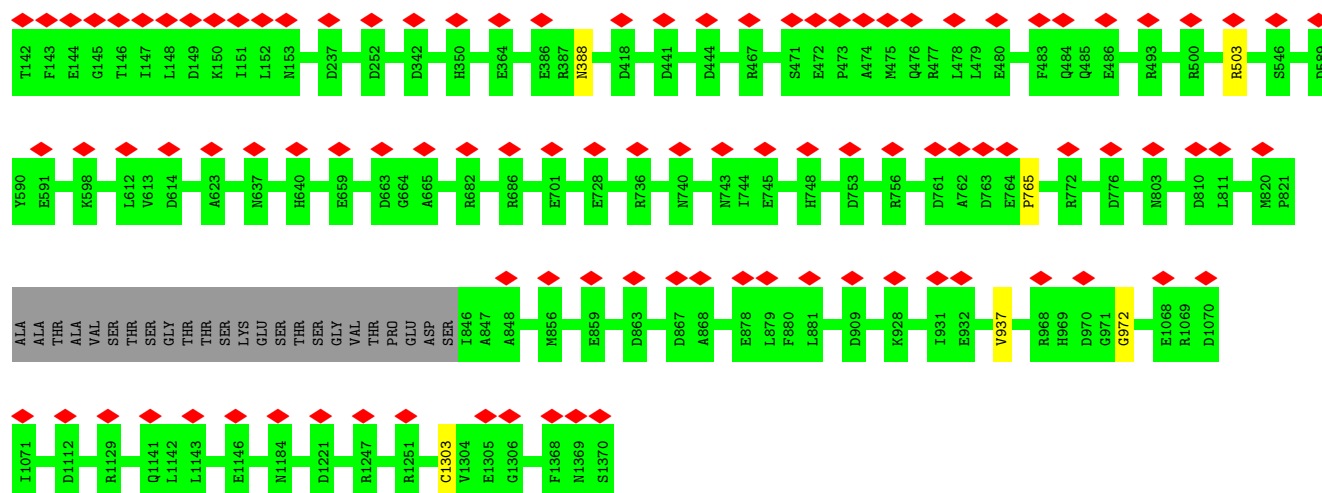 T142 F143 E144 G145 T146 I147 L148 D149 K150 I151 L152 N153 D237 D252 D342 H350 E364 E386 R387 N388 D418 D441 D444 R467 S471 E472 P473 A474 M475 Q476 R477 L478 L479 E480 F483 Q484 Q485 E486 R493 R500 R503 S546 D589
Y590 E591 K598 L612 V613 D614 A623 N637 H640 E659 D663 G664 A665 R682 R686 E701 E728 R736 N740 N743 I744 E745 H748 D753 R756 D761 A762 D763 E764 P765 R772 D776 N803 D810 L811 M820 P821
ALA ALA THR ALA VAL SER THR SER GLY THR THR SER LYS GLU SER THR SER GLY VAL THR PRO GLU ASP SER I846 A847 A848 M856 E859 D863 D867 A868 E878 L879 F880 L881 D909 K928 I931 E932 V937 R968 H969 D970 G971 G972 E1068 R1069 D1070
I1071 D1112 R1129 Q1141 L1142 L1143 E1146 N1184 D1221 R1247 R1251 C1303 V1304 E1305 G1306 F1368 N1369 S1370